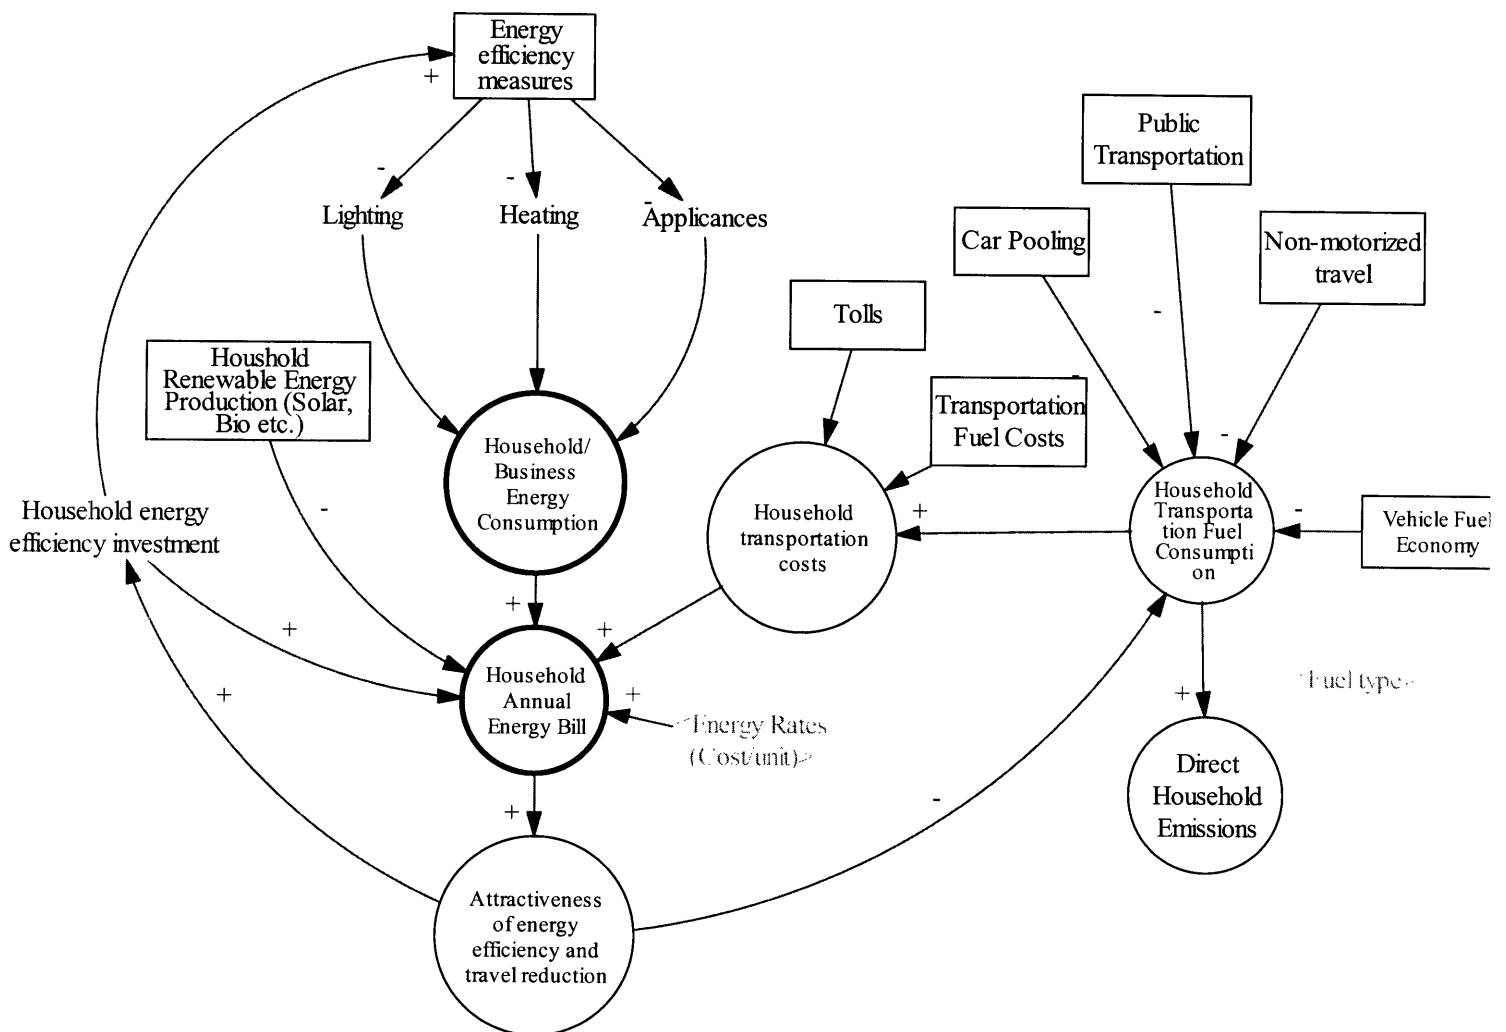 Energy
efficiency
measures
+
Public
Transportation
-
-
-
Lighting
Heating
Applicances
Car Pooling
Non-motorized
travel
Tolls
-
Houshold
Renewable Energy
Production (Solar,
Bio etc.)
-
Transportation
Fuel Costs
-
Household/
Business
Energy
Consumption
Household
Transporta
tion Fuel
Consumpti
on
Household energy
efficiency investment
-
Household
transportation
costs
+
-
Vehicle Fuel
Economy
+
+
+
Household
Annual
Energy Bill
+
+
Energy Rates
(Cost/unit)>
+
<Fuel type>
Direct
Household
Emissions
+
-
Attractiveness
of energy
efficiency and
travel reduction